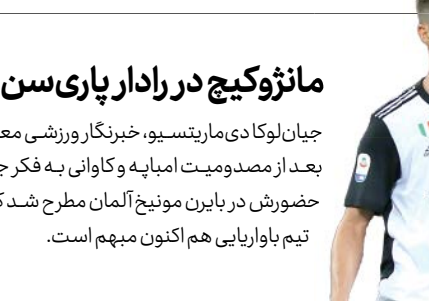 مانژوکیچ در رادار پاری‌سن
جیان‌لوکا دی‌ماریتسیو، خبرنگار ورزشی
بعد از مصدومیت امباپه و کاوانی به فکر
حضورش در بایرن مونیخ آلمان مطرح شد
تیم باواریایی هم اکنون مبهم است.